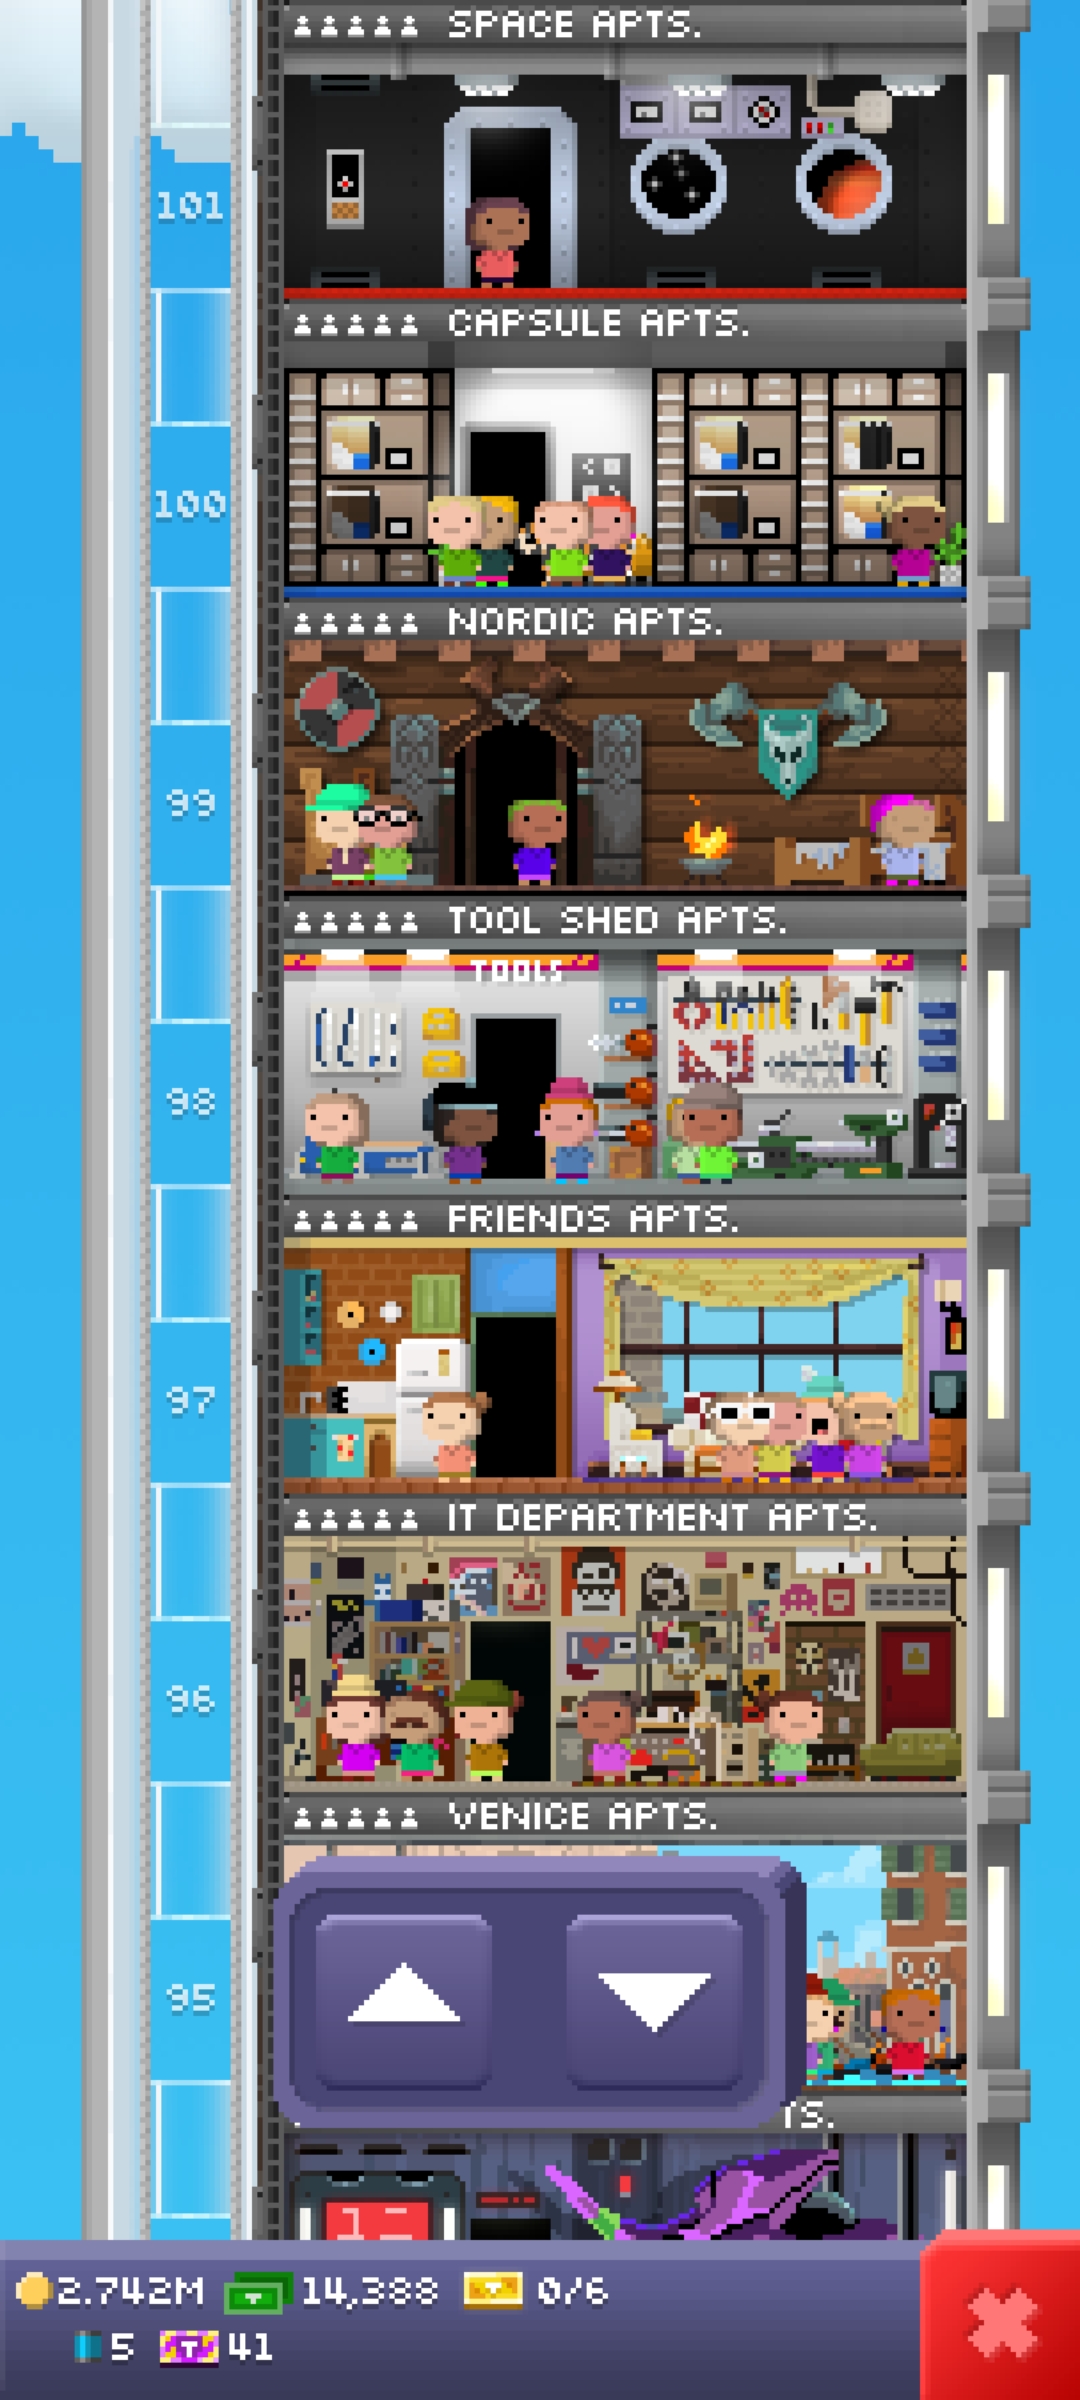 SPACE APTS.
101
CAPSULE APTS.
100
NORDIC APTS.
99
TOOL SHED APTS.
TOOLS
98
FRIENDS APTS.
97
IT DEPARTMENT APTS.
96
VENICE APTS.
95
TS.
2.742M 14,388 0/6
5 T 41